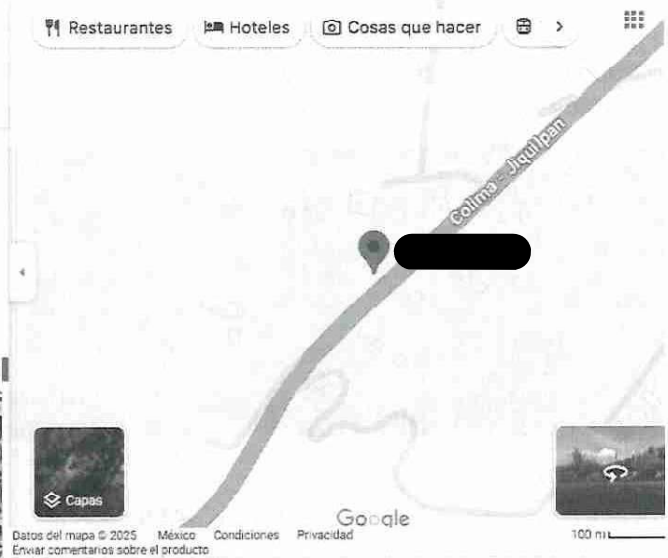 Restaurantes
Hoteles
Cosas que hacer
Colima - Jiquilpan
Capas
Google
Datos del mapa © 2025 México Condiciones Privacidad 100 m
Enviar comentarios sobre el producto